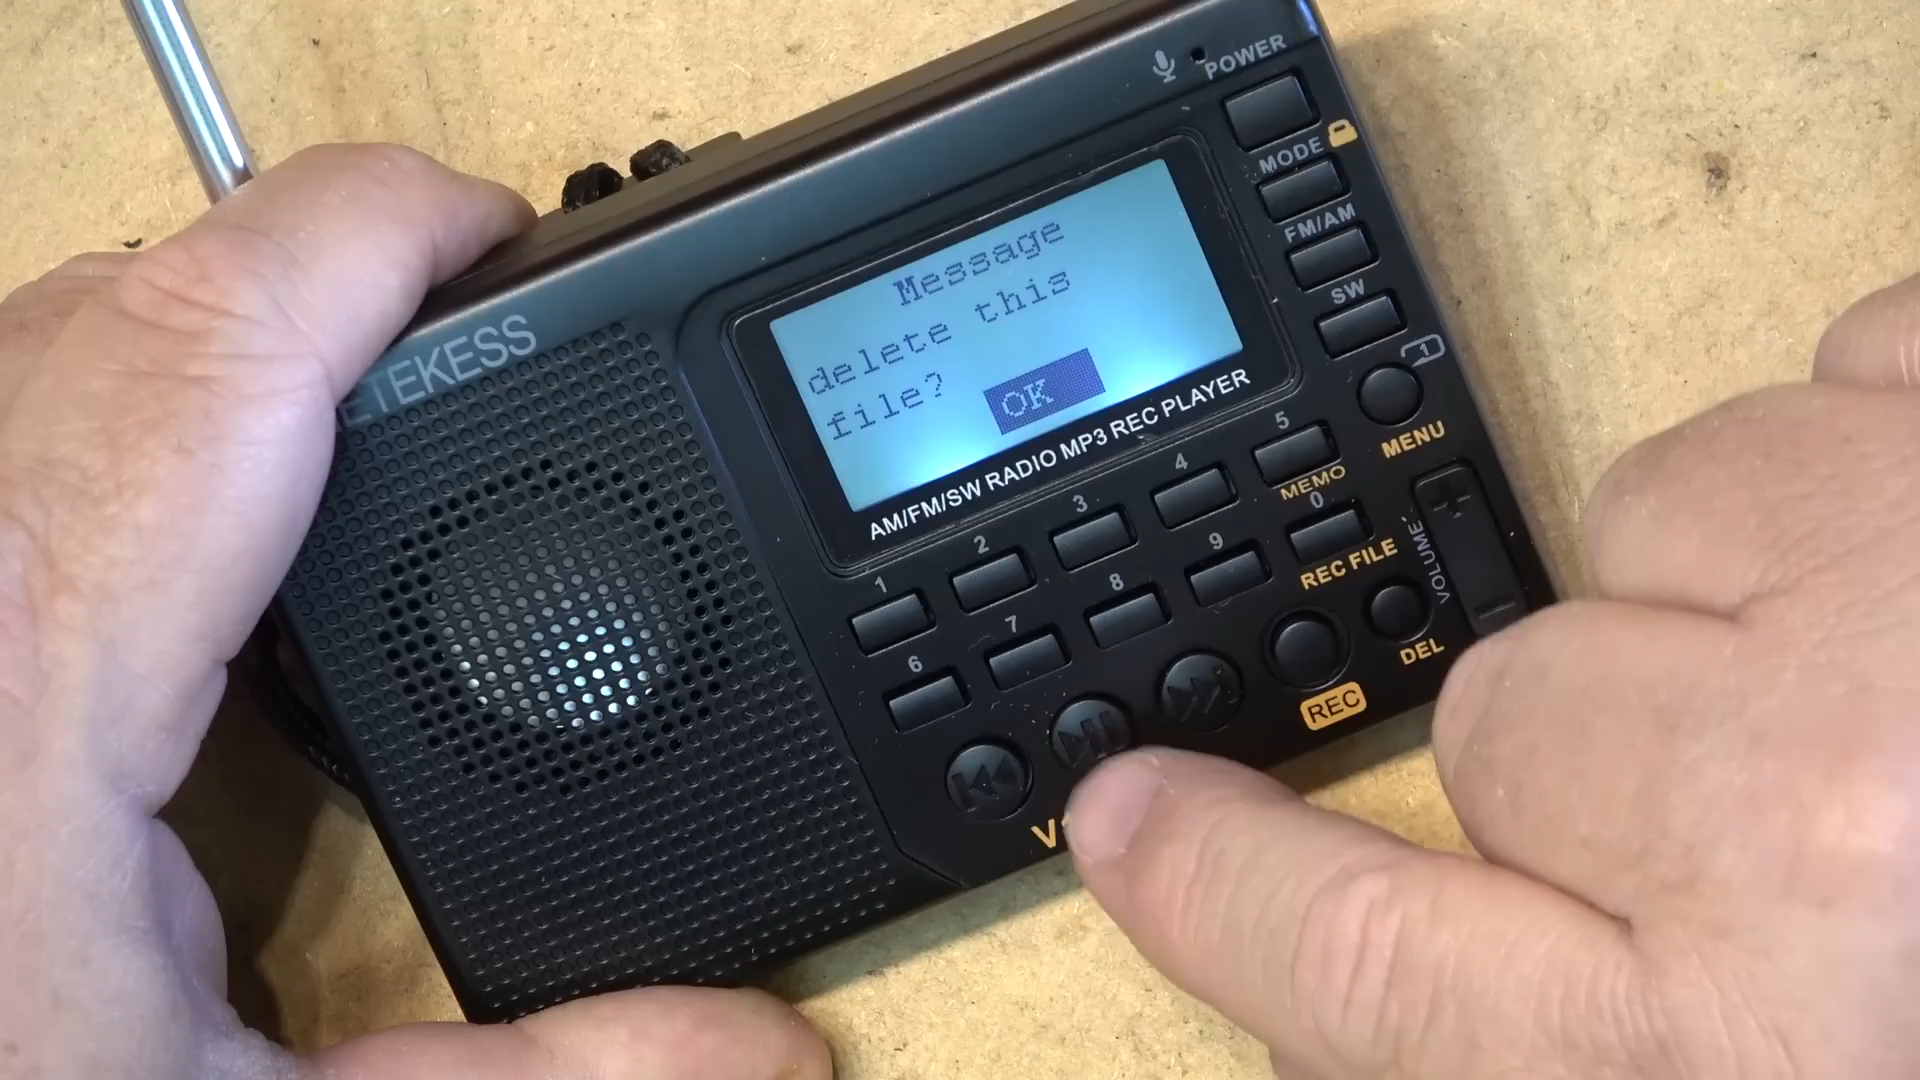 POWER
MODE
FM/AM
SW
1
MENU
ETEKESS
Message
delete this
file? OK
AM/FM/SW RADIO MP3 REC PLAYER
1 2 3 4 5
MEMO
6 7 8 9 0
REC FILE
VOLUME
DEL
REC